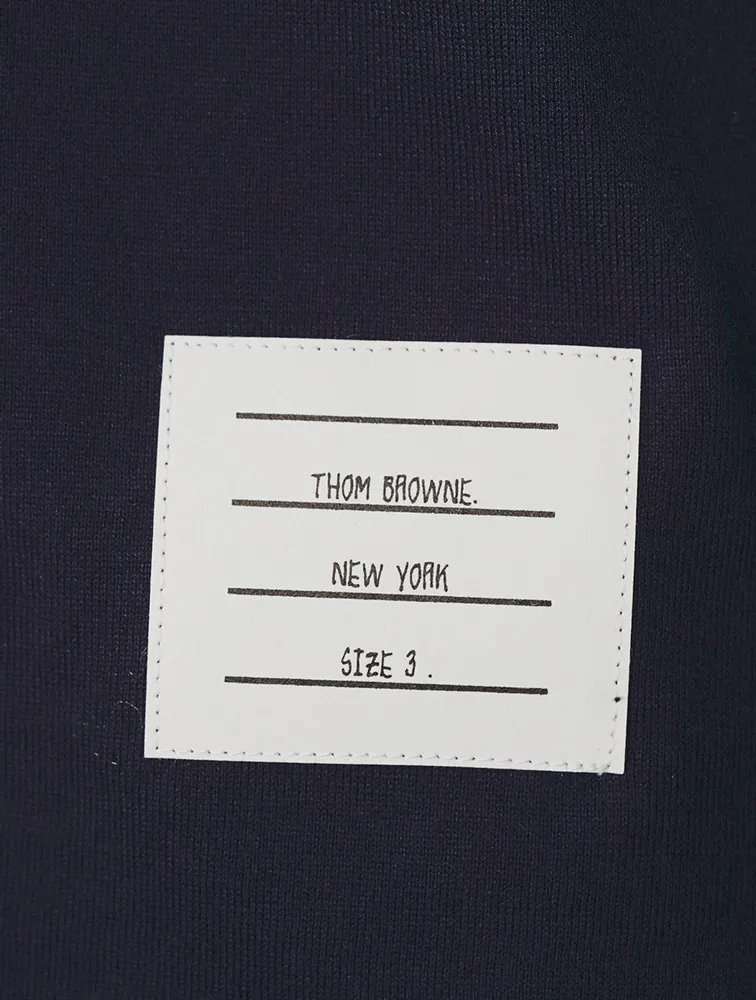 THOM BROWNE.
NEW YORK
SIZE 3.